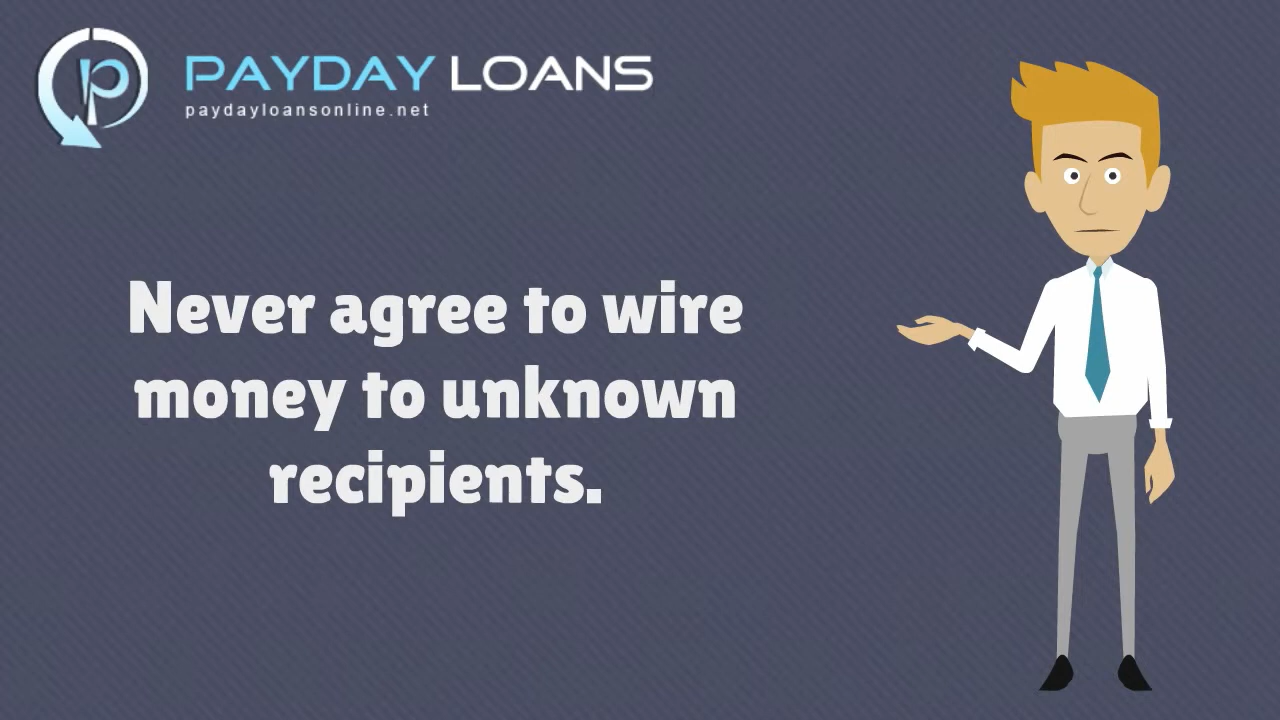 PAYDAY LOANS
paydayloansonline.net
Never agree to wire
money to unknown
recipients.